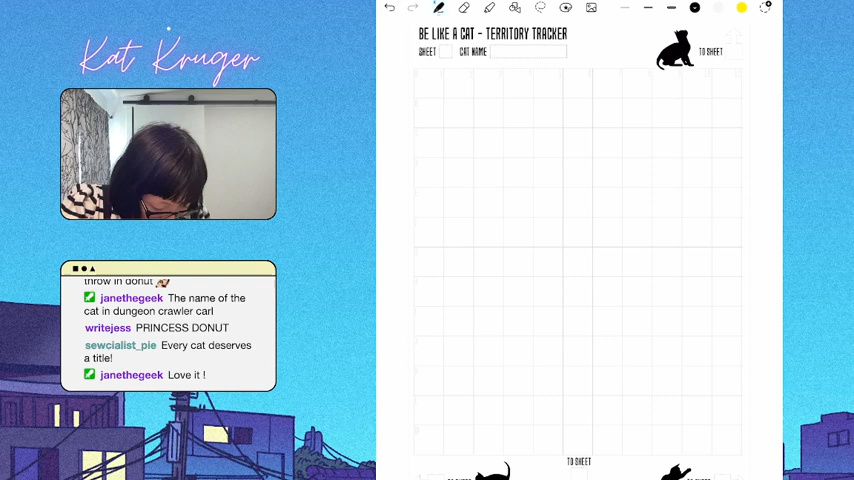 Kat Kruger
throw in donut
janethegeek The name of the
cat in dungeon crawler carl
writejess PRINCESS DONUT
sewcialist_pie Every cat deserves
a title!
janethegeek Love it !
BE LIKE A CAT - TERRITORY TRACKER
SHEET CAT NAME
TO SHEET
TO SHEET